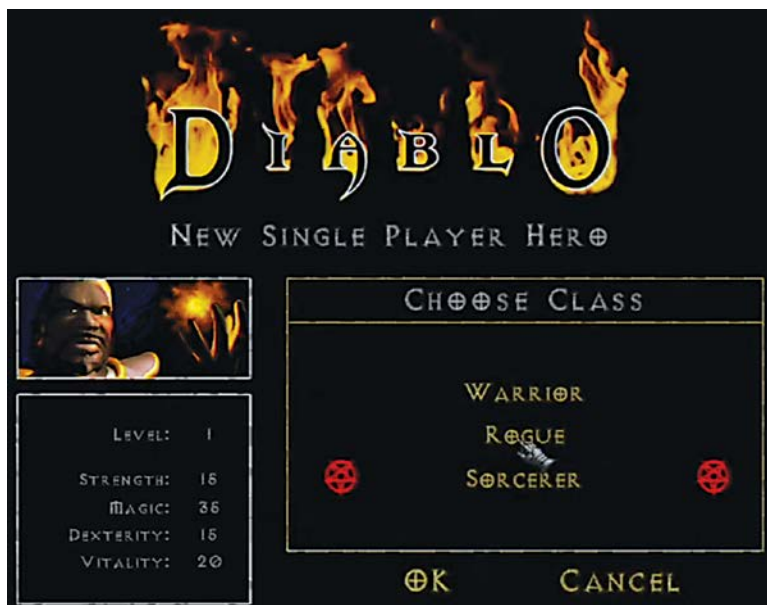 DIABLO
NEW SINGLE PLAYER HERO
CHOOSE CLASS
WARRIOR
ROGUE
SORCERER
LEVEL: 1
STRENGTH: 15
MAGIC: 35
DEXTERITY: 15
VITALITY: 20
OK CANCEL